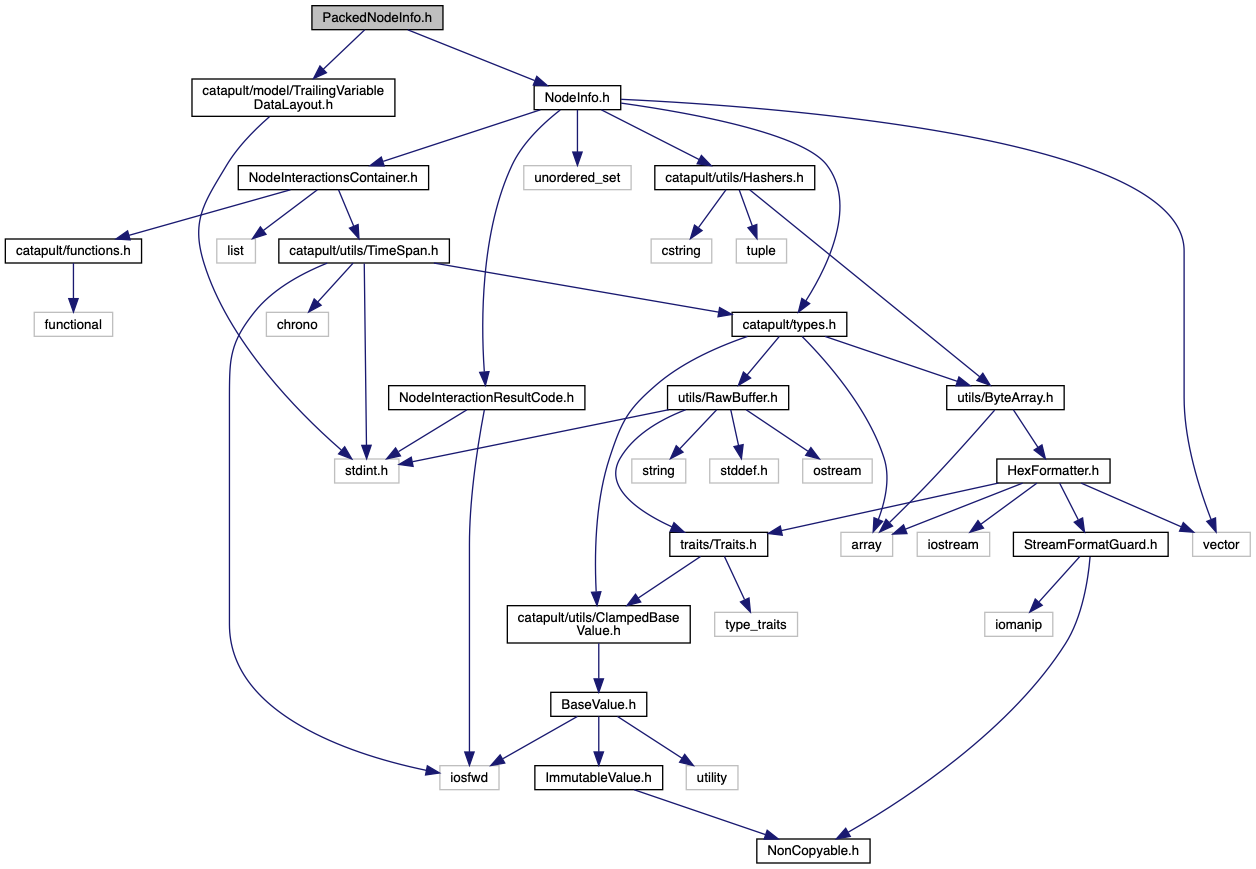 PackedNodeInfo.h
catapult/model/TrailingVariable
DataLayout.h
NodeInfo.h
NodeInteractionsContainer.h
unordered_set
catapult/utils/Hashers.h
catapult/functions.h
list
catapult/utils/TimeSpan.h
cstring
tuple
functional
chrono
catapult/types.h
NodeInteractionResultCode.h
utils/RawBuffer.h
utils/ByteArray.h
stdint.h
string
stddef.h
ostream
HexFormatter.h
traits/Traits.h
array
iostream
StreamFormatGuard.h
vector
catapult/utils/ClampedBase
Value.h
type_traits
iomanip
BaseValue.h
iosfwd
ImmutableValue.h
utility
NonCopyable.h